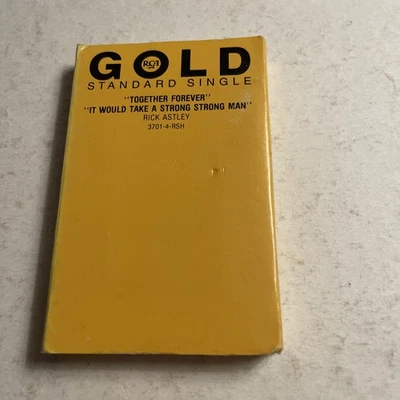 GOLD
RCA
STANDARD SINGLE
"TOGETHER FOREVER"
"IT WOULD TAKE A STRONG STRONG MAN"
RICK ASTLEY
3701-4-RSH